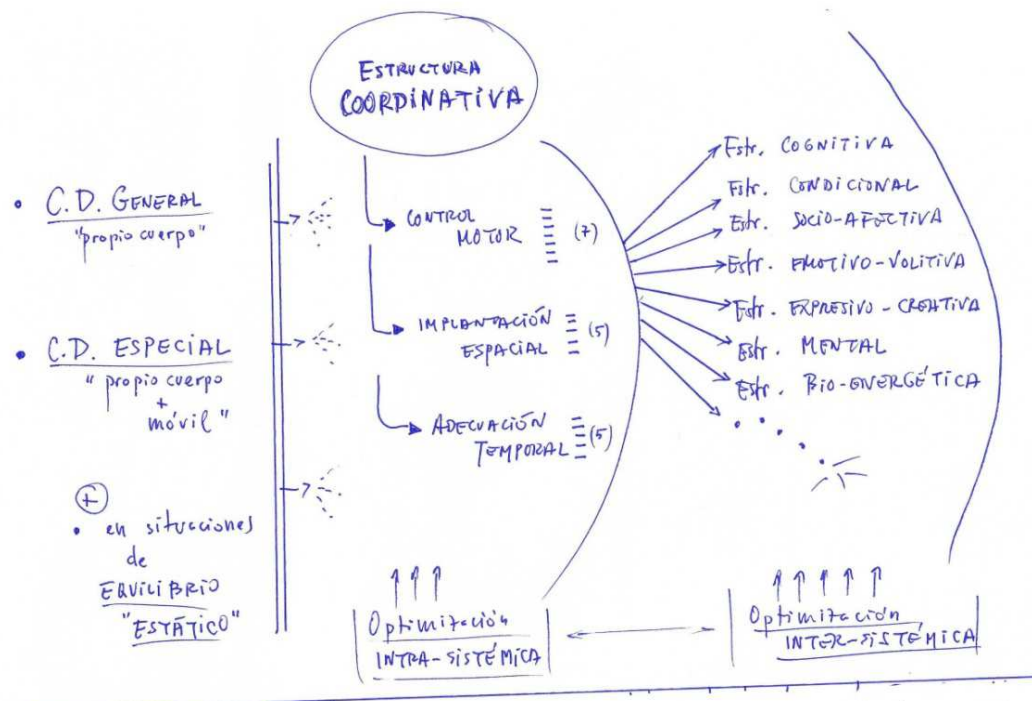 ESTRUCTURA
COORDINATIVA
• C.D. GENERAL
"propio cuerpo"
• C.D. ESPECIAL
"propio cuerpo
+
móvil"
+
• en situaciones
de
EQUILIBRIO
"ESTÁTICO"
CONTROL
MOTOR (7)
IMPLANTACIÓN
ESPACIAL (5)
ADECUACIÓN
TEMPORAL (5)
Estr. COGNITIVA
Estr. CONDICIONAL
Estr. SOCIO-AFECTIVA
Estr. EMOTIVO-VOLITIVA
Estr. EXPRESIVO-CREATIVA
Estr. MENTAL
Estr. BIO-ENERGÉTICA
Optimización
INTRA-SISTÉMICA
Optimización
INTER-SISTÉMICA